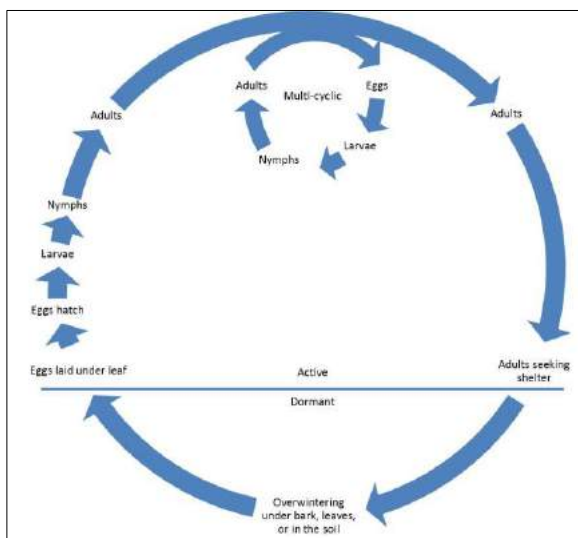 Adults
Eggs
Multi-cyclic
Larvae
Nymphs
Adults
Adults
Nymphs
Larvae
Eggs hatch
Eggs laid under leaf
Active
Adults seeking
shelter
Dormant
Overwintering
under bark, leaves,
or in the soil